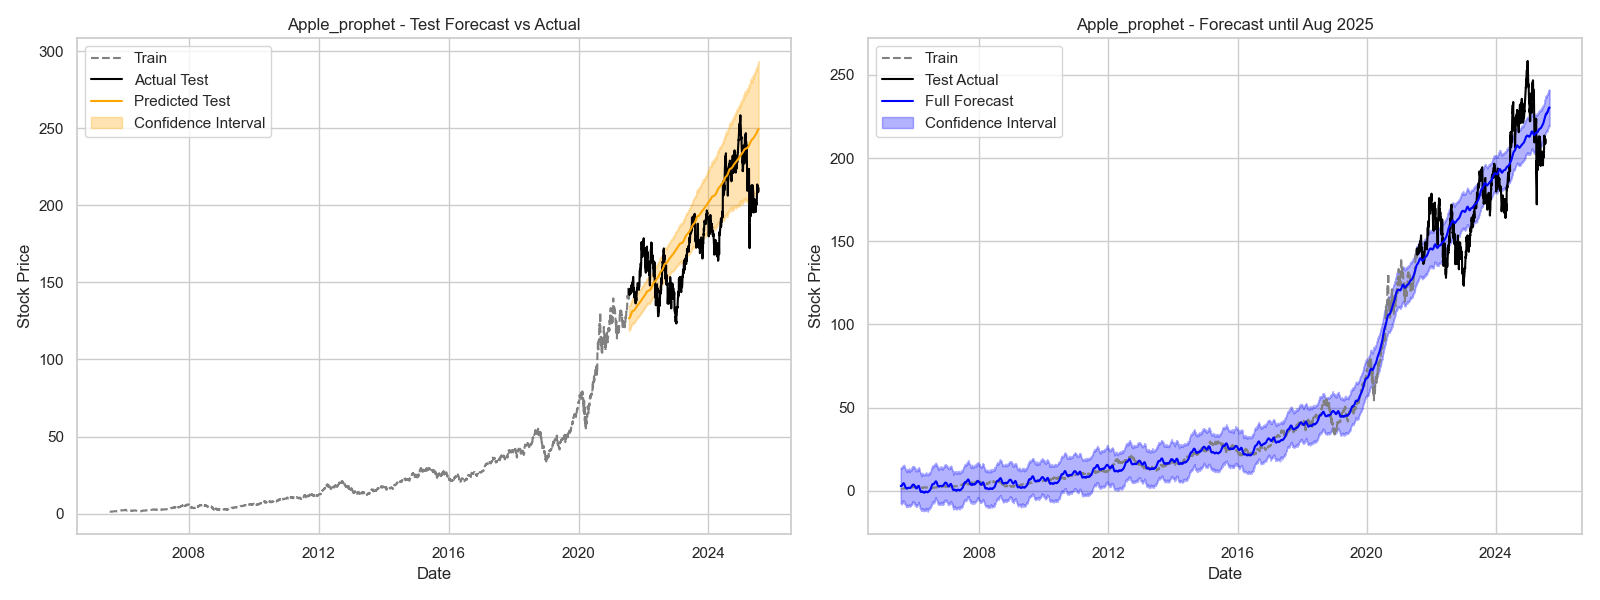 Apple_prophet - Test Forecast vs Actual
Train
Actual Test
Predicted Test
Confidence Interval
300
250
200
150
100
50
0
Stock Price
2008
2012
2016
2020
2024
Date
Apple_prophet - Forecast until Aug 2025
Train
Test Actual
Full Forecast
Confidence Interval
250
200
150
100
50
0
Stock Price
2008
2012
2016
2020
2024
Date